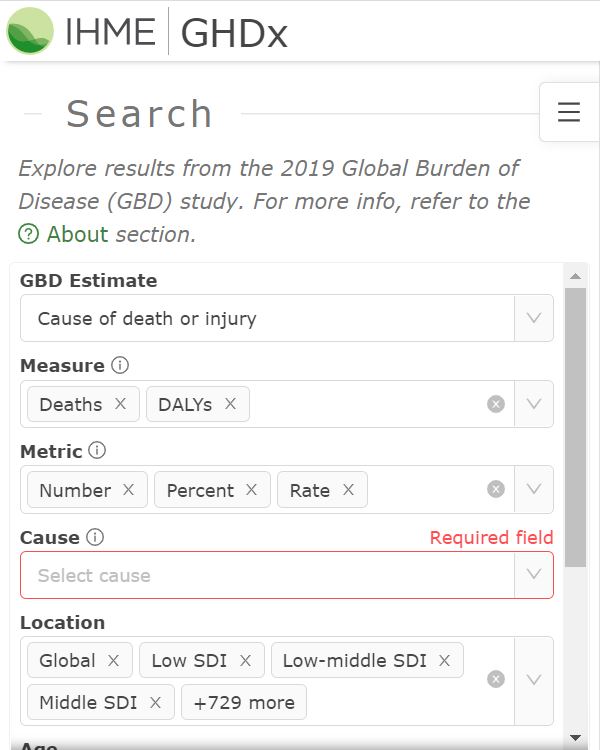 IHME GHDx
Search
Explore results from the 2019 Global Burden of
Disease (GBD) study. For more info, refer to the
? About section.
GBD Estimate
Cause of death or injury
Measure
Deaths X DALYs X
Metric
Number X Percent X Rate X
Cause Required field
Select cause
Location
Global X Low SDI X Low-middle SDI X
Middle SDI X +729 more
Age